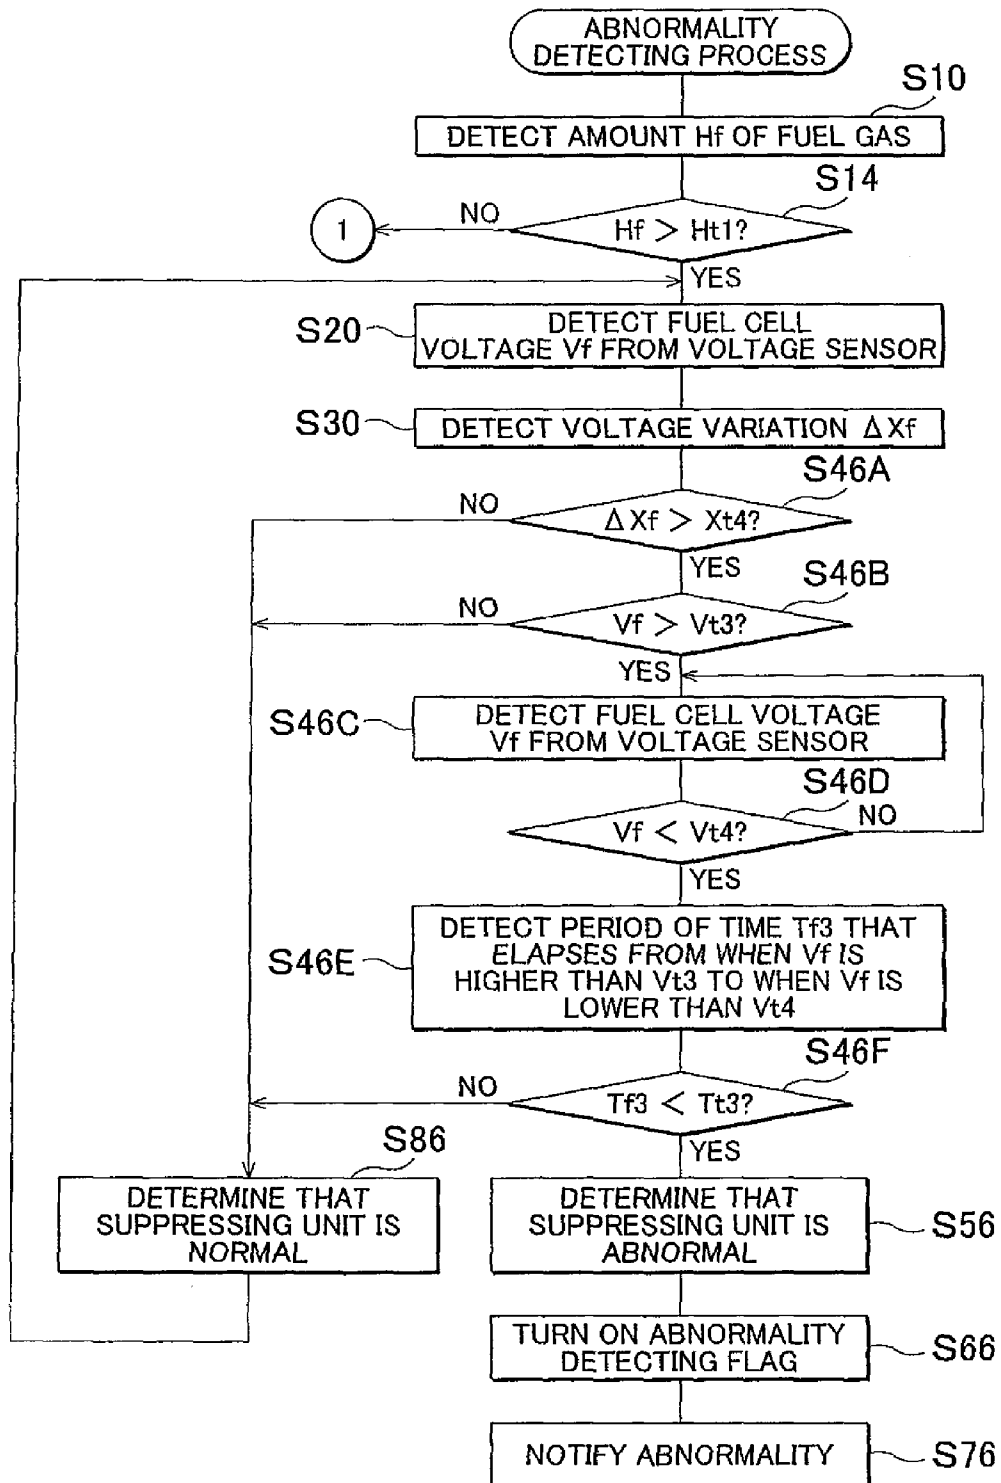 ABNORMALITY
DETECTING PROCESS
S10
DETECT AMOUNT Hf OF FUEL GAS
S14
Hf > Ht1?
NO
1
YES
S20
DETECT FUEL CELL
VOLTAGE Vf FROM VOLTAGE SENSOR
S30
DETECT VOLTAGE VARIATION ΔXf
S46A
ΔXf > Xt4?
NO
YES
S46B
Vf > Vt3?
NO
YES
S46C
DETECT FUEL CELL VOLTAGE
Vf FROM VOLTAGE SENSOR
S46D
Vf < Vt4?
NO
YES
S46E
DETECT PERIOD OF TIME Tf3 THAT
ELAPSES FROM WHEN Vf IS
HIGHER THAN Vt3 TO WHEN Vf IS
LOWER THAN Vt4
S46F
Tf3 < Tt3?
NO
YES
S86
DETERMINE THAT
SUPPRESSING UNIT IS
NORMAL
DETERMINE THAT
SUPPRESSING UNIT IS
ABNORMAL
S56
TURN ON ABNORMALITY
DETECTING FLAG
S66
NOTIFY ABNORMALITY
S76